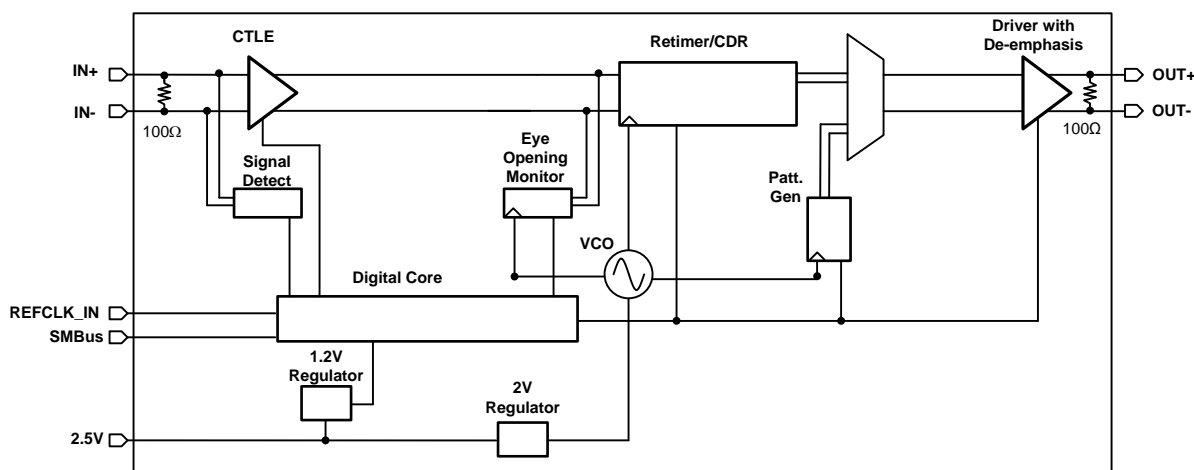 CTLE
Retimer/CDR
Driver with
De-emphasis
IN+
IN-
100Ω
OUT+
OUT-
100Ω
Signal
Detect
Eye
Opening
Monitor
Patt.
Gen
VCO
Digital Core
REFCLK_IN
SMBus
1.2V
Regulator
2V
Regulator
2.5V